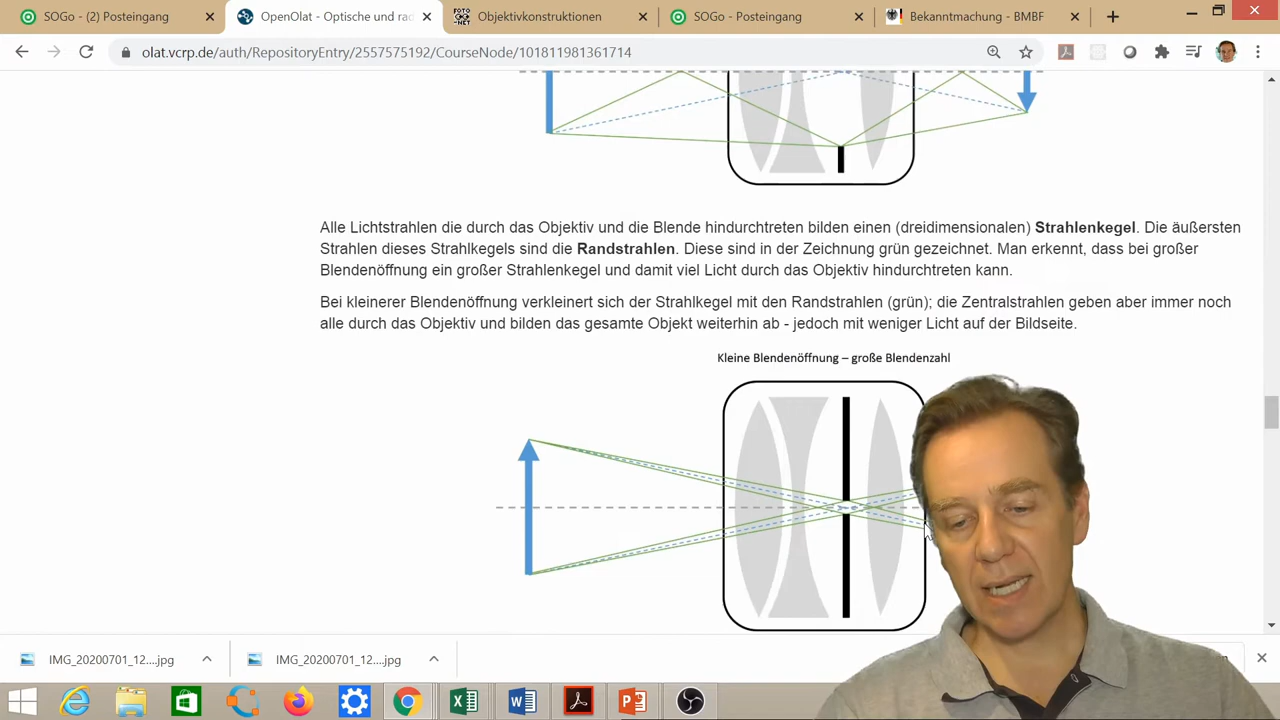 SOGo - (2) Posteingang
OpenOlat - Optische und rad
Objektivkonstruktionen
SOGo - Posteingang
Bekanntmachung - BMBF
olat.vcrp.de/auth/RepositoryEntry/2557575192/CourseNode/101811981361714
Alle Lichtstrahlen die durch das Objektiv und die Blende hindurchtreten bilden einen (dreidimensionalen) Strahlenkegel. Die äußersten
Strahlen dieses Strahlkegels sind die Randstrahlen. Diese sind in der Zeichnung grün gezeichnet. Man erkennt, dass bei großer
Blendenöffnung ein großer Strahlenkegel und damit viel Licht durch das Objektiv hindurchtreten kann.
Bei kleinerer Blendenöffnung verkleinert sich der Strahlkegel mit den Randstrahlen (grün); die Zentralstrahlen geben aber immer noch
alle durch das Objektiv und bilden das gesamte Objekt weiterhin ab - jedoch mit weniger Licht auf der Bildseite.
Kleine Blendenöffnung – große Blendenzahl
IMG_20200701_12....jpg
IMG_20200701_12....jpg